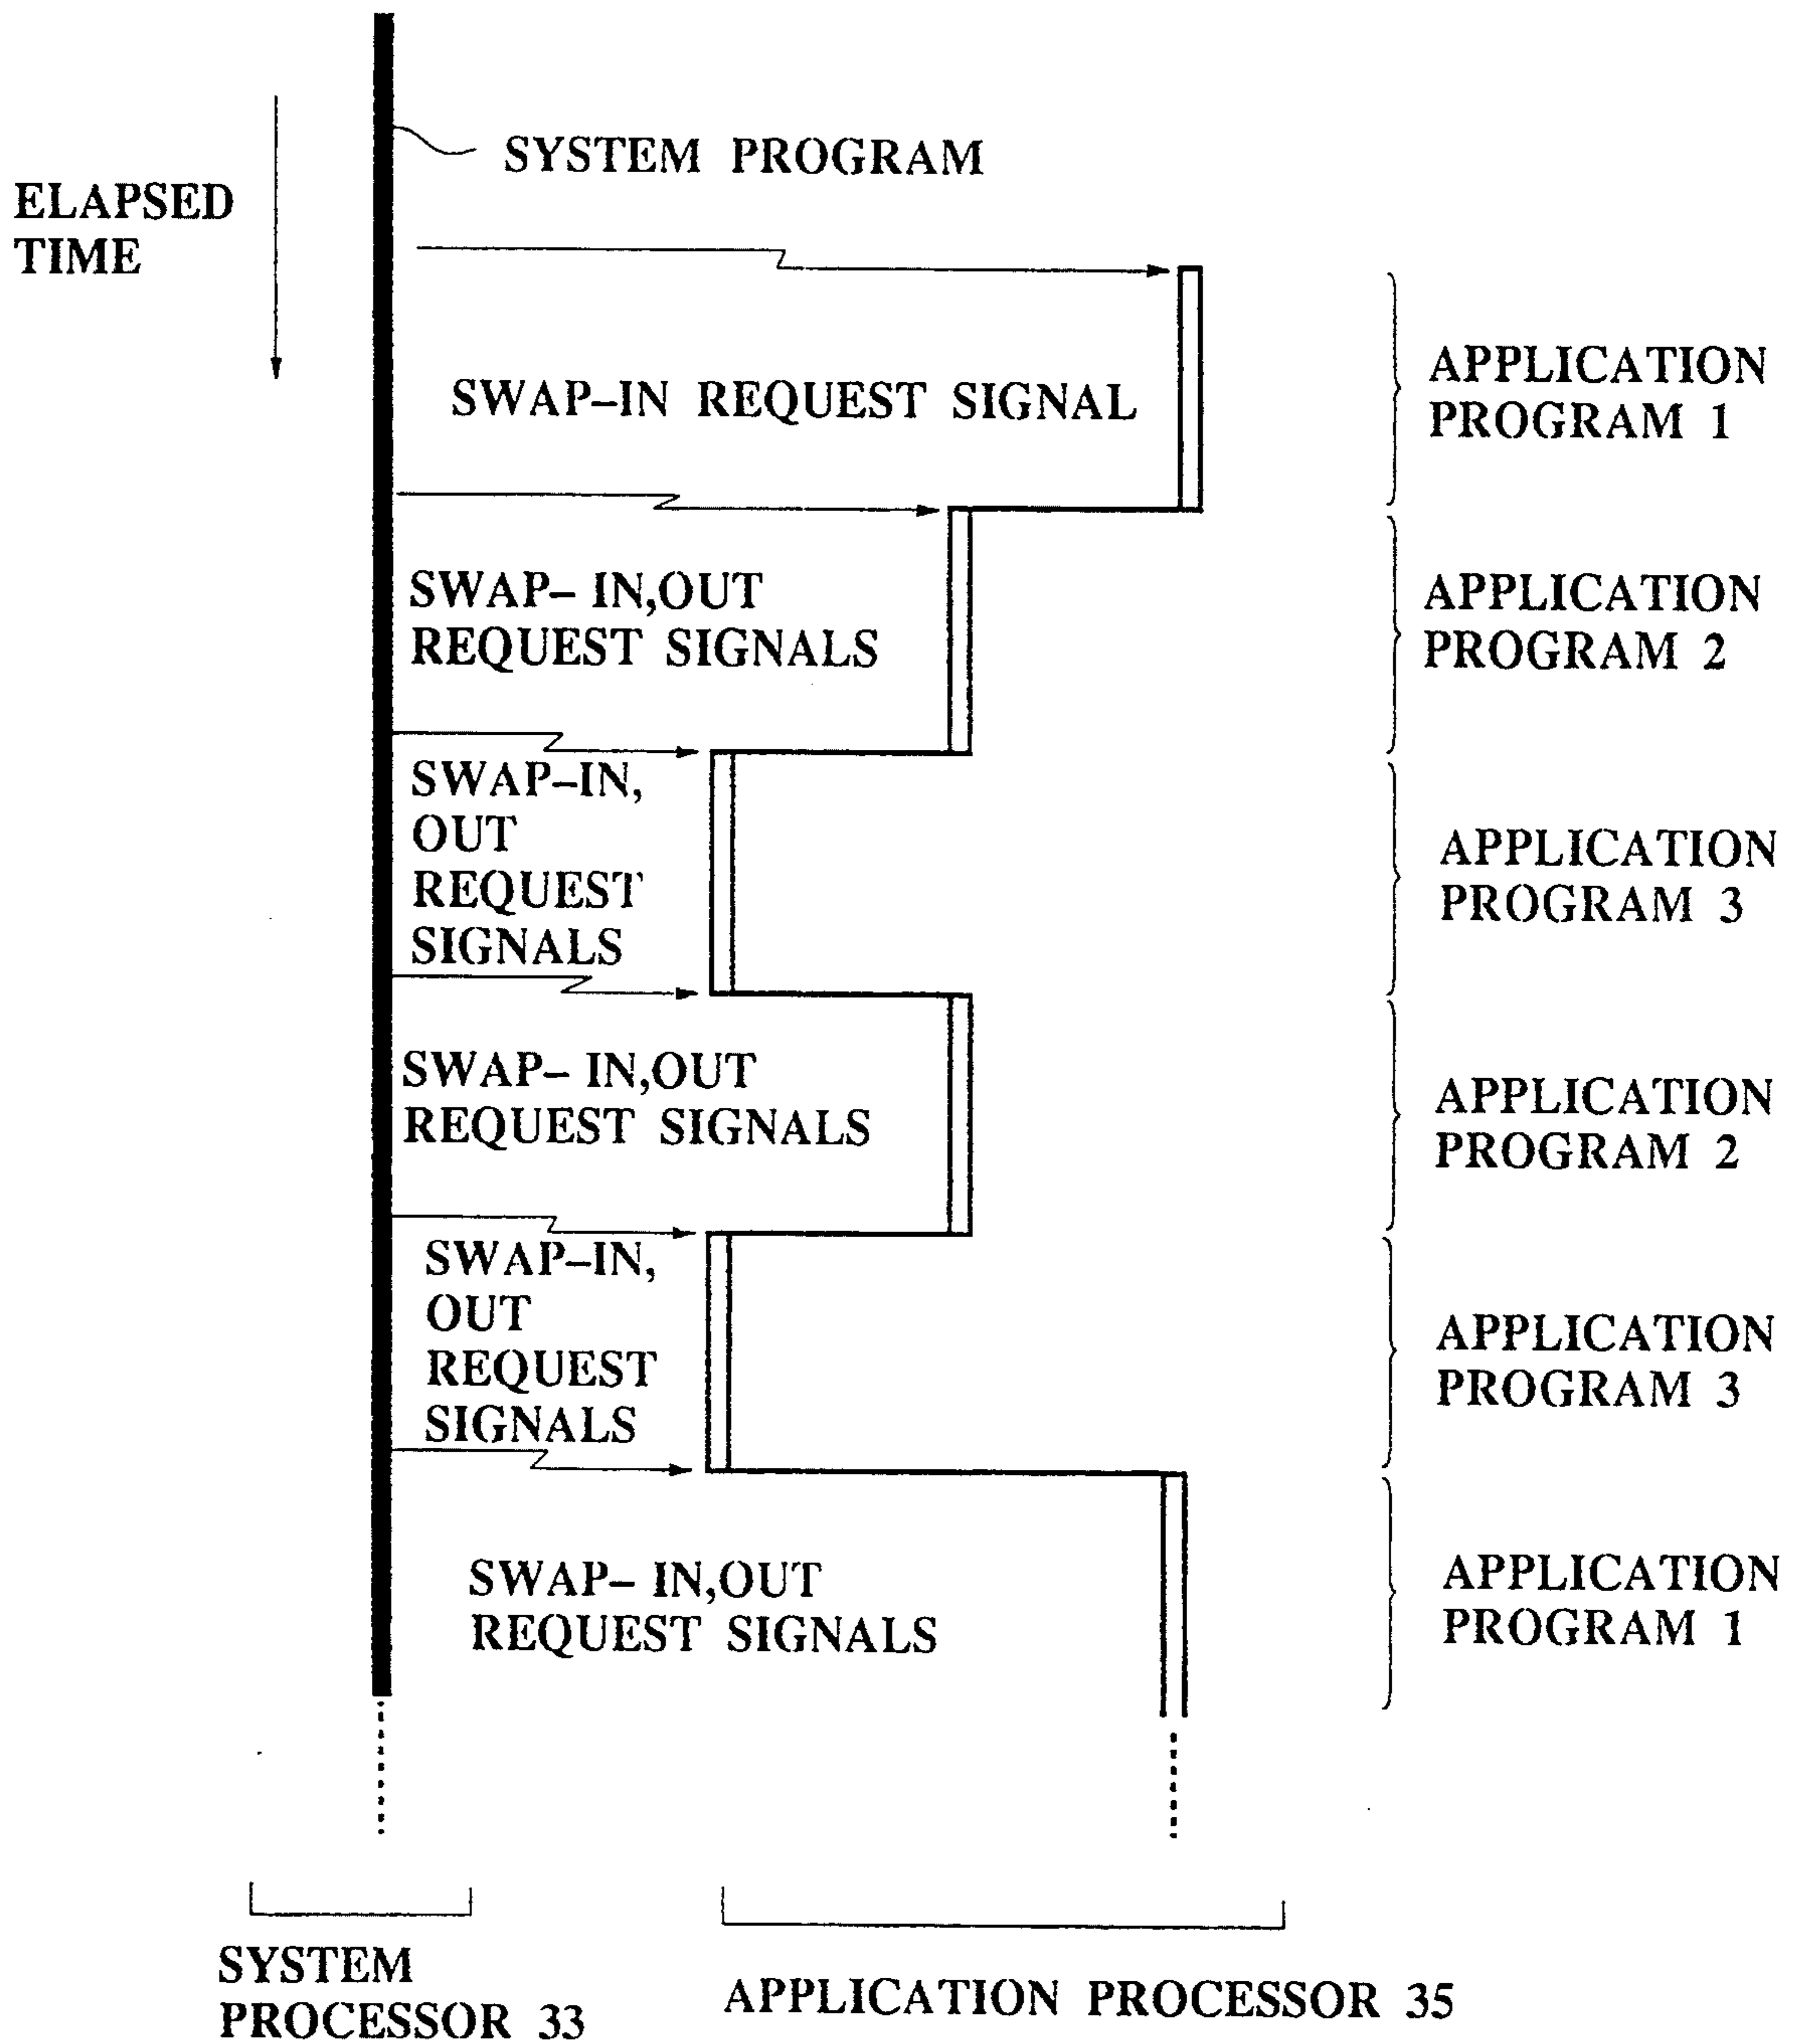 SYSTEM PROGRAM
ELAPSED
TIME
SWAP-IN REQUEST SIGNAL
APPLICATION
PROGRAM 1
SWAP- IN,OUT
REQUEST SIGNALS
APPLICATION
PROGRAM 2
SWAP-IN,
OUT
REQUEST
SIGNALS
APPLICATION
PROGRAM 3
SWAP- IN,OUT
REQUEST SIGNALS
APPLICATION
PROGRAM 2
SWAP-IN,
OUT
REQUEST
SIGNALS
APPLICATION
PROGRAM 3
SWAP- IN,OUT
REQUEST SIGNALS
APPLICATION
PROGRAM 1
SYSTEM
PROCESSOR 33
APPLICATION PROCESSOR 35